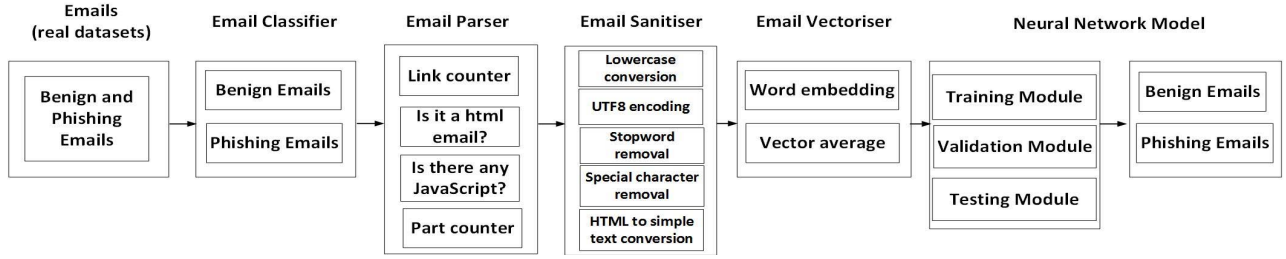 Emails
(real datasets)
Benign and
Phishing
Emails
Email Classifier
Benign Emails
Phishing Emails
Email Parser
Link counter
Is it a html
email?
Is there any
JavaScript?
Part counter
Email Sanitiser
Lowercase
conversion
UTF8 encoding
Stopword
removal
Special character
removal
HTML to simple
text conversion
Email Vectoriser
Word embedding
Vector average
Neural Network Model
Training Module
Validation Module
Testing Module
Benign Emails
Phishing Emails